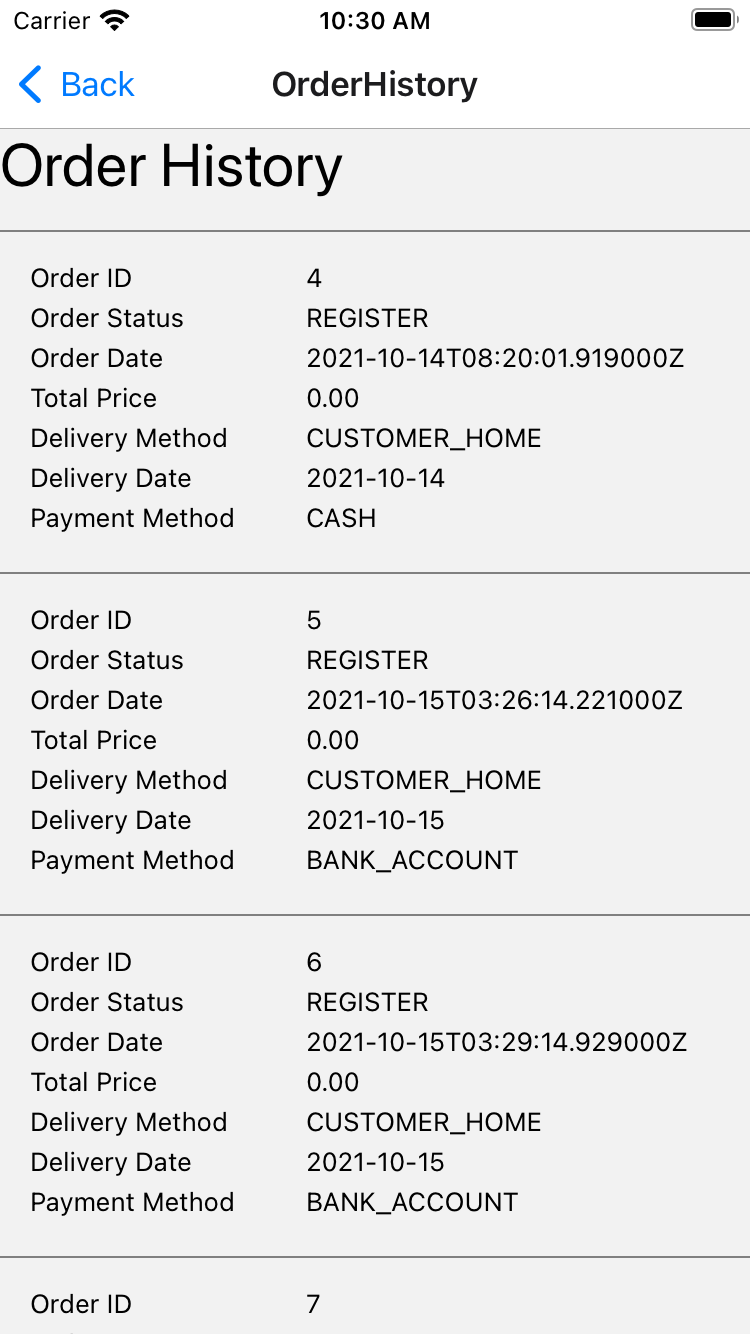 Carrier 10:30 AM
Back OrderHistory
Order History
Order ID 4
Order Status REGISTER
Order Date 2021-10-14T08:20:01.919000Z
Total Price 0.00
Delivery Method CUSTOMER_HOME
Delivery Date 2021-10-14
Payment Method CASH
Order ID 5
Order Status REGISTER
Order Date 2021-10-15T03:26:14.221000Z
Total Price 0.00
Delivery Method CUSTOMER_HOME
Delivery Date 2021-10-15
Payment Method BANK_ACCOUNT
Order ID 6
Order Status REGISTER
Order Date 2021-10-15T03:29:14.929000Z
Total Price 0.00
Delivery Method CUSTOMER_HOME
Delivery Date 2021-10-15
Payment Method BANK_ACCOUNT
Order ID 7